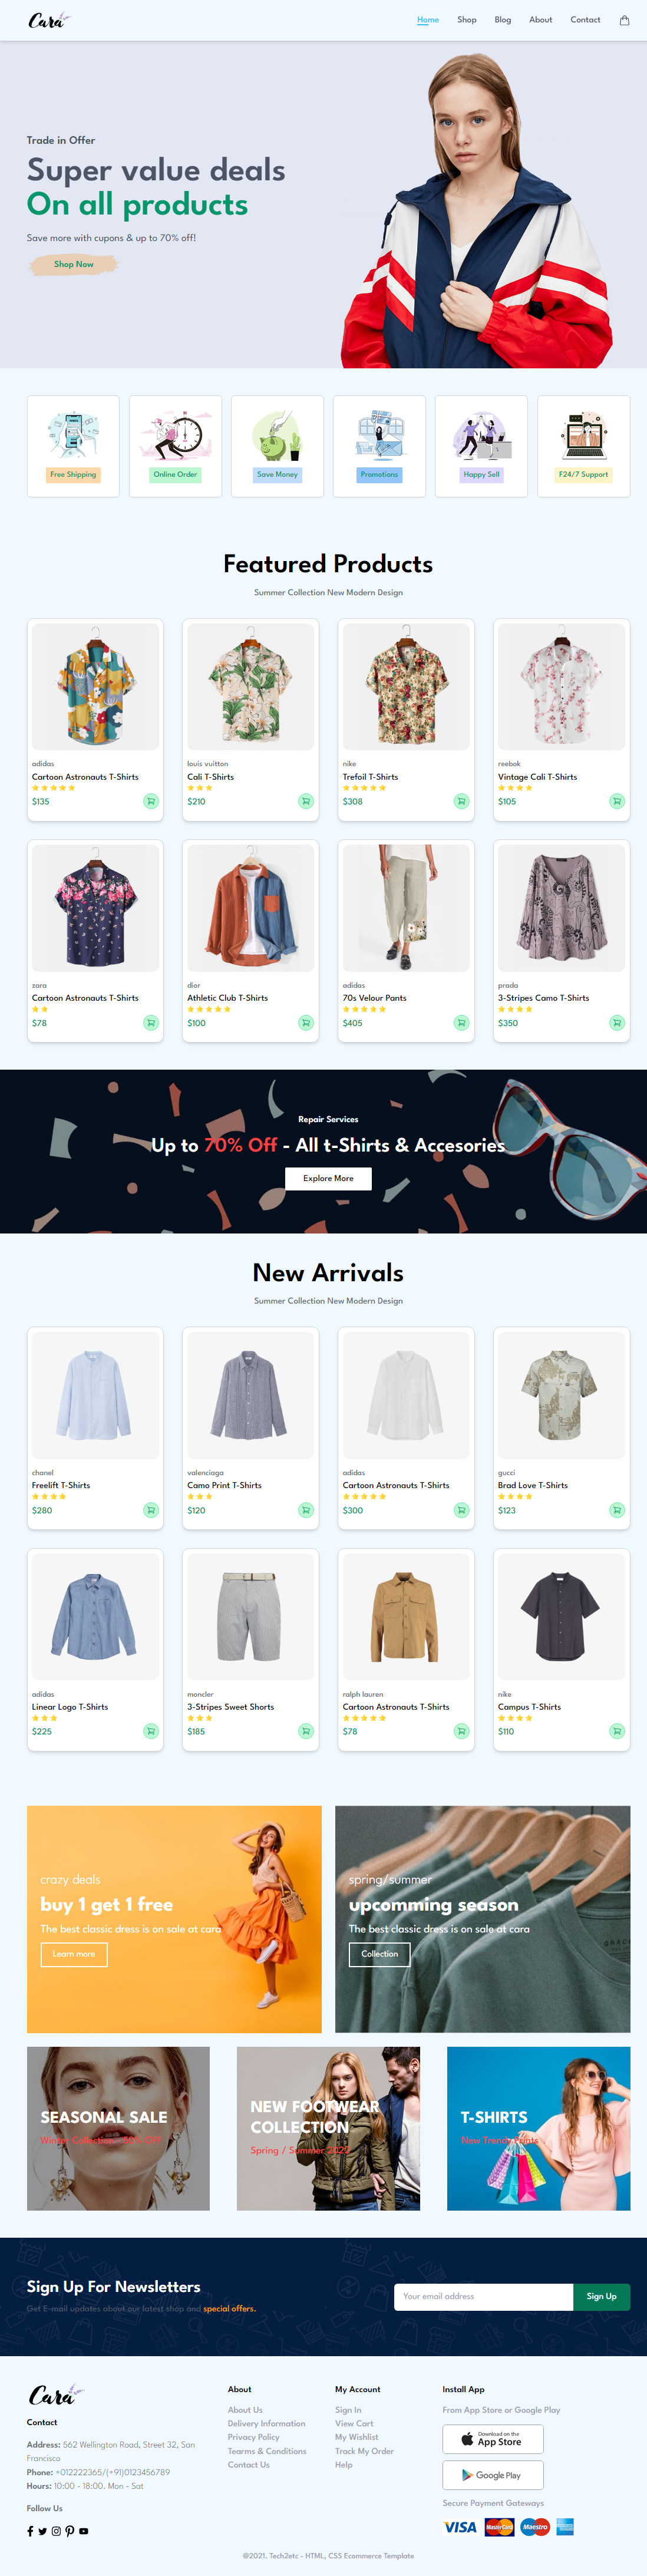 Cara
Home
Shop
Blog
About
Contact
Trade in Offer
Super value deals
On all products
Save more with cupons & up to 70% off!
Shop Now
Free Shipping
Online Order
Save Money
Promotions
Happy Sell
F24/7 Support
Featured Products
Summer Collection New Modern Design
adidas
Cartoon Astronauts T-Shirts
$135
louis vuitton
Cali T-Shirts
$210
nike
Trefoil T-Shirts
$308
reebok
Vintage Cali T-Shirts
$105
zara
Cartoon Astronauts T-Shirts
$78
dior
Athletic Club T-Shirts
$100
adidas
70s Velour Pants
$405
prada
3-Stripes Camo T-Shirts
$350
Repair Services
Up to 70% Off - All t-Shirts & Accesories
Explore More
New Arrivals
Summer Collection New Modern Design
chanel
Freelift T-Shirts
$280
valenciaga
Camo Print T-Shirts
$120
adidas
Cartoon Astronauts T-Shirts
$300
gucci
Brad Love T-Shirts
$123
adidas
Linear Logo T-Shirts
$225
moncler
3-Stripes Sweet Shorts
$185
ralph lauren
Cartoon Astronauts T-Shirts
$78
nike
Campus T-Shirts
$110
crazy deals
buy 1 get 1 free
The best classic dress is on sale at cara
Learn more
spring/summer
upcomming season
The best classic dress is on sale at cara
Collection
SEASONAL SALE
Winter Collection -50% OFF
NEW FOOTWEAR
COLLECTION
Spring / Summer 2022
T-SHIRTS
New Trendy Prints
Sign Up For Newsletters
Get E-mail updates about our latest shop and special offers.
Your email address
Sign Up
Cara
Contact
Address: 562 Wellington Road, Street 32, San
Francisco
Phone: +012222365/(+91)0123456789
Hours: 10:00 - 18:00. Mon - Sat
Follow Us
About
About Us
Delivery Information
Privacy Policy
Tearms & Conditions
Contact Us
My Account
Sign In
View Cart
My Wishlist
Track My Order
Help
Install App
From App Store or Google Play
Download on the
App Store
Google Play
Secure Payment Gateways
VISA
MasterCard
Maestro
©2021. Tech2etc - HTML, CSS Ecommerce Template